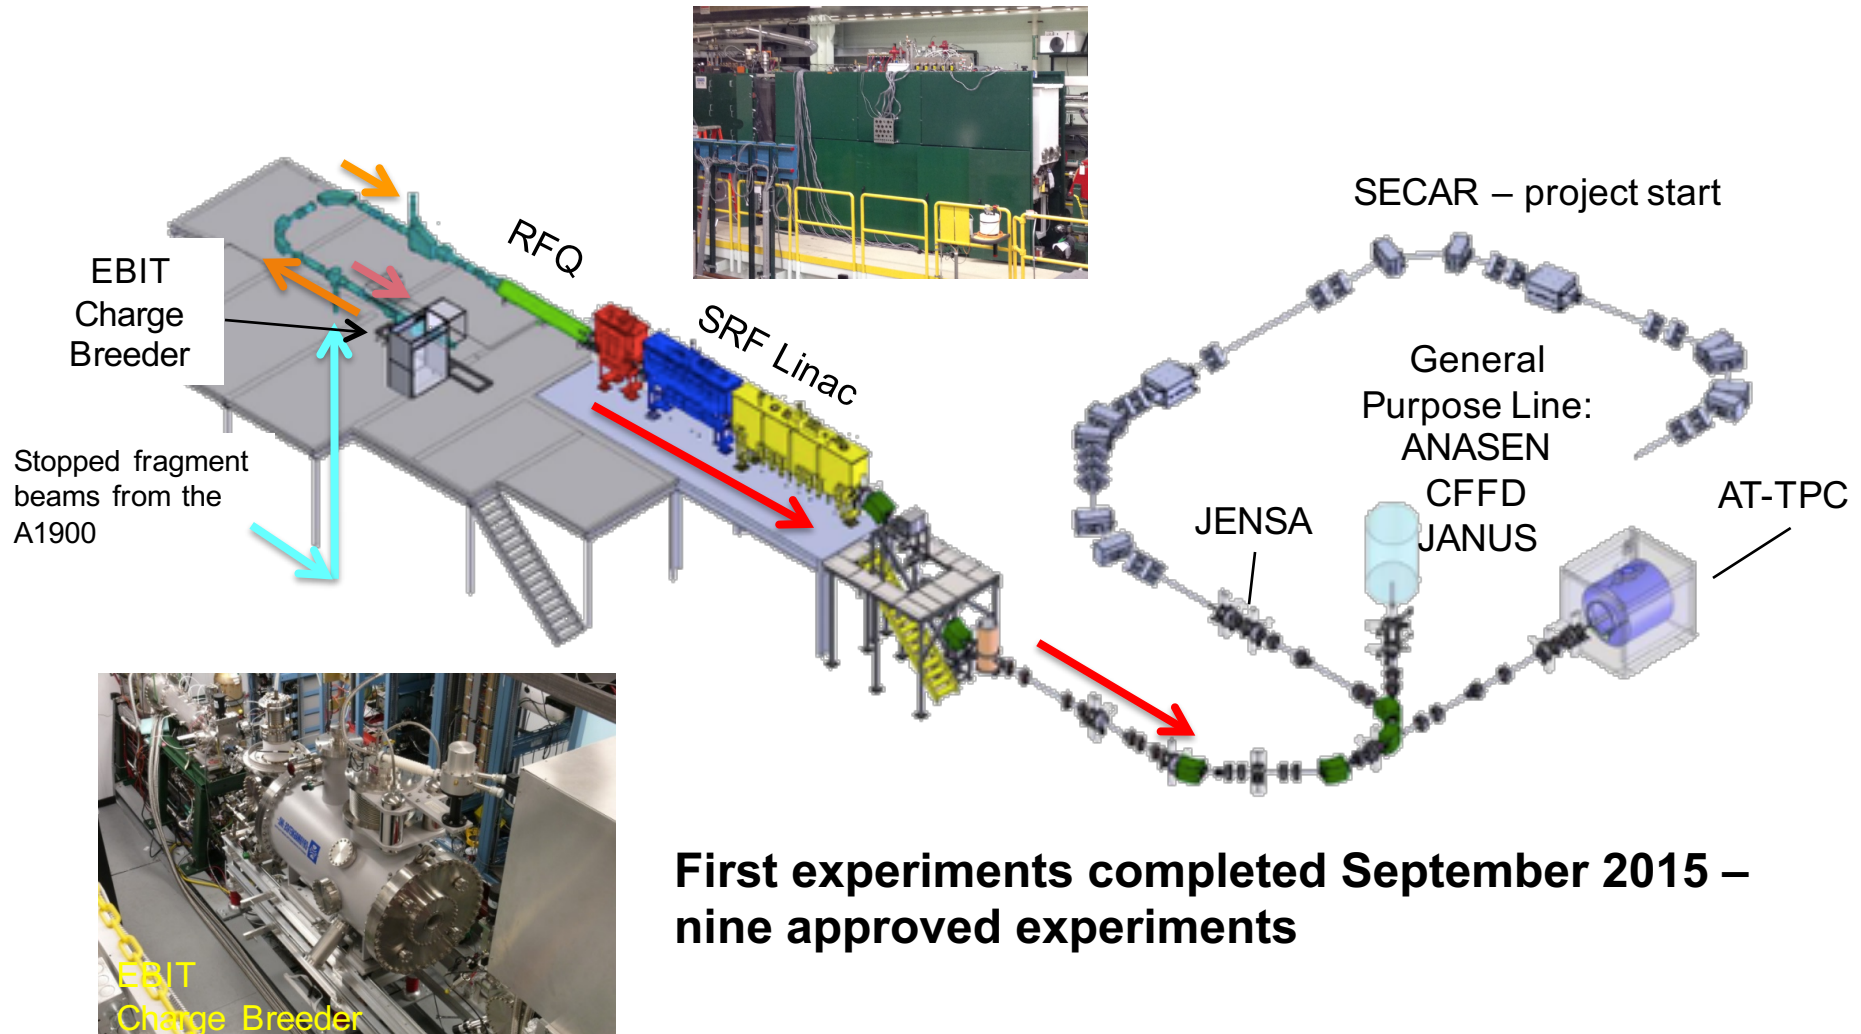 SECAR – project start
RFQ
EBIT
Charge
Breeder
SRF Linac
General
Purpose Line:
ANASEN
CFFD
JANUS
Stopped fragment
beams from the
A1900
JENSA
AT-TPC
First experiments completed September 2015 –
nine approved experiments
EBIT
Charge Breeder